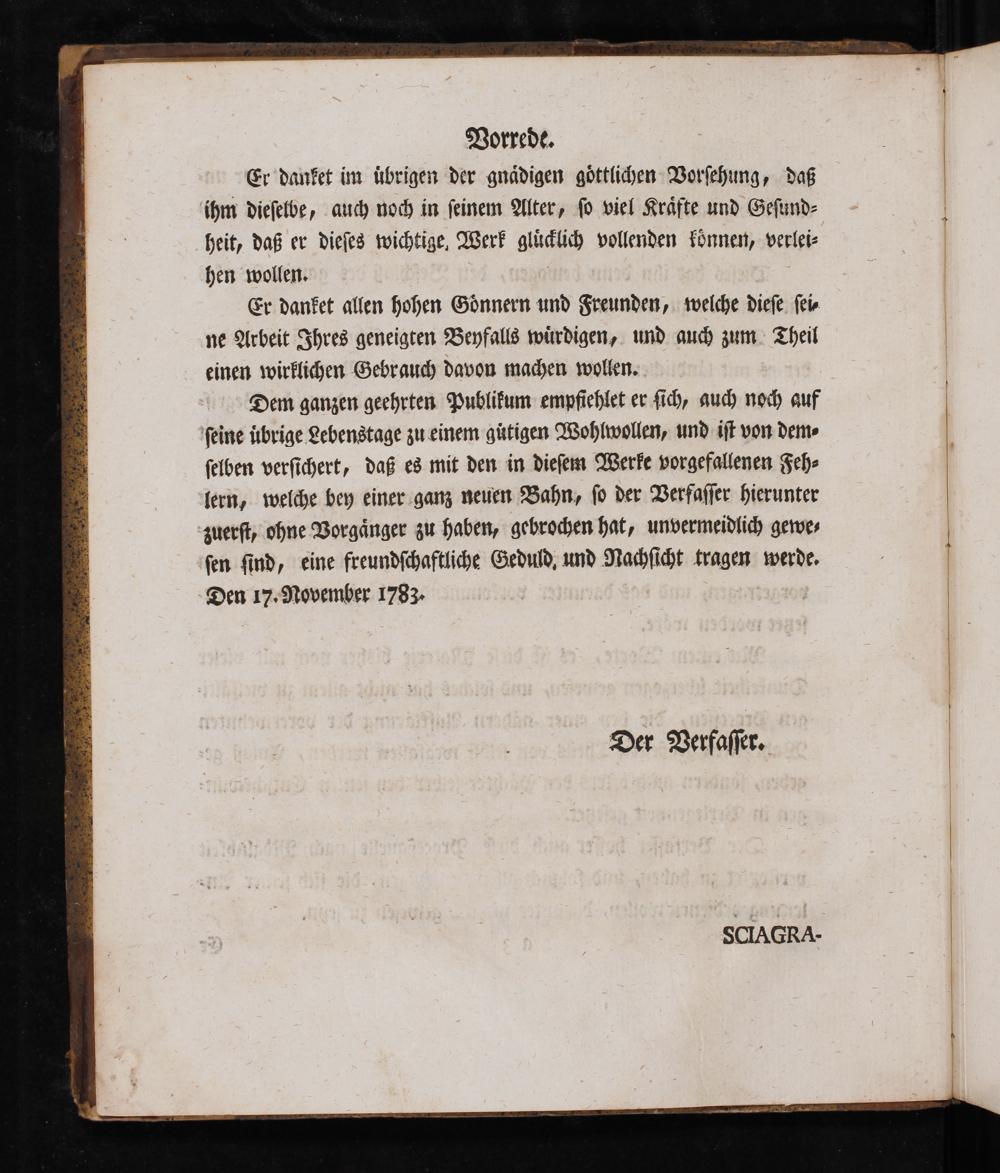 Vorrede.
Er danket im übrigen der gnädigen göttlichen Vorsehung, daß
ihm dieselbe, auch noch in seinem Alter, so viel Kräfte und Gesund-
heit, daß er dieses wichtige Werk glücklich vollenden können, verlei-
hen wollen.
Er danket allen hohen Gönnern und Freunden, welche diese sei-
ne Arbeit Ihres geneigten Beyfalls würdigen, und auch zum Theil
einen wirklichen Gebrauch davon machen wollen.
Dem ganzen geehrten Publikum empfiehlet er sich, auch noch auf
seine übrige Lebenstage zu einem gütigen Wohlwollen, und ist von dem-
selben versichert, daß es mit den in diesem Werke vorgefallenen Feh-
lern, welche bey einer ganz neuen Bahn, so der Verfasser hierunter
zuerst, ohne Vorgänger zu haben, gebrochen hat, unvermeidlich gewe-
sen sind, eine freundschaftliche Geduld, und Nachsicht tragen werde.
Den 17. November 1783.
Der Verfasser.
SCIAGRA-